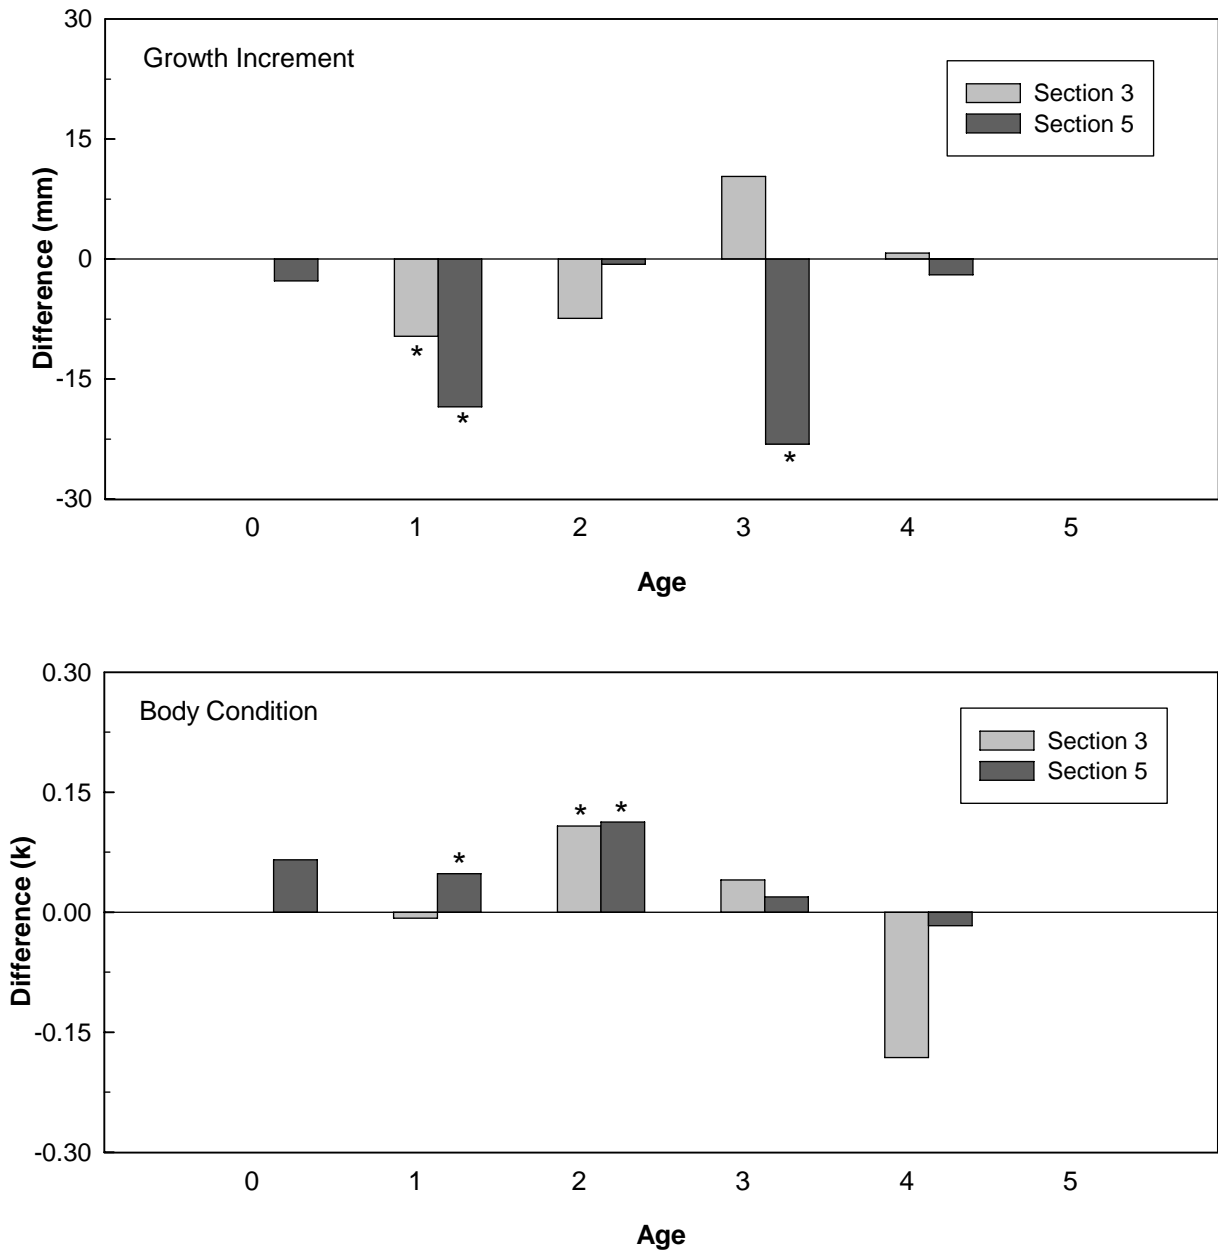 30
Growth Increment
Section 3
Section 5
15
0
-15
-30
Difference (mm)
*
*
*
0 1 2 3 4 5
Age
0.30
Body Condition
Section 3
Section 5
0.15
0.00
-0.15
-0.30
Difference (k)
*
*
*
0 1 2 3 4 5
Age